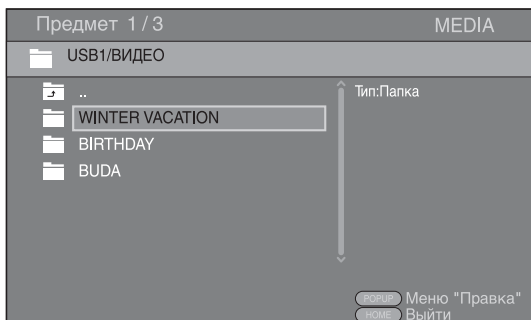 Предмет 1/3 MEDIA
USB1/ВИДЕО
..
Тип:Папка
WINTER VACATION
BIRTHDAY
BUDA
POPUP Меню "Правка"
HOME Выйти